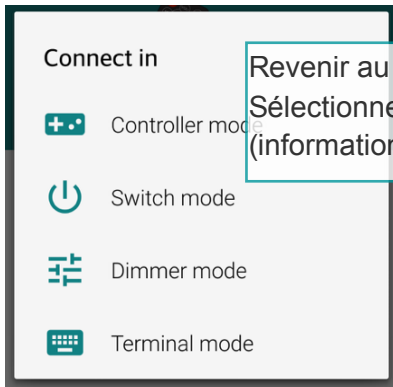 Connect in
Revenir au
Sélectionne
(information
Controller mode
Switch mode
Dimmer mode
Terminal mode